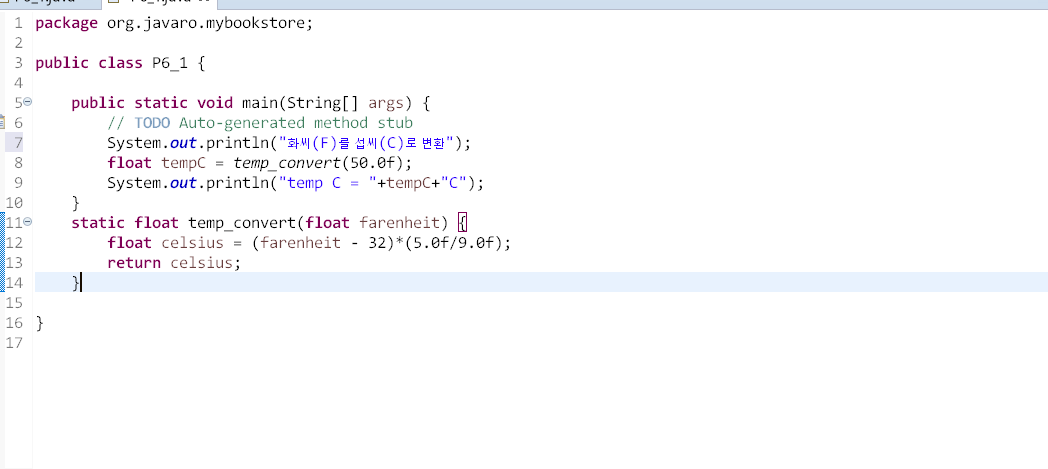 1 package org.javaro.mybookstore;
2
3 public class P6_1 {
4
5 public static void main(String[] args) {
6 // TODO Auto-generated method stub
7 System.out.println("화씨(F)를 섭씨(C)로 변환");
8 float tempC = temp_convert(50.0f);
9 System.out.println("temp C = "+tempC+"C");
10 }
11 static float temp_convert(float farenheit) {
12 float celsius = (farenheit - 32)*(5.0f/9.0f);
13 return celsius;
14 }
15
16 }
17